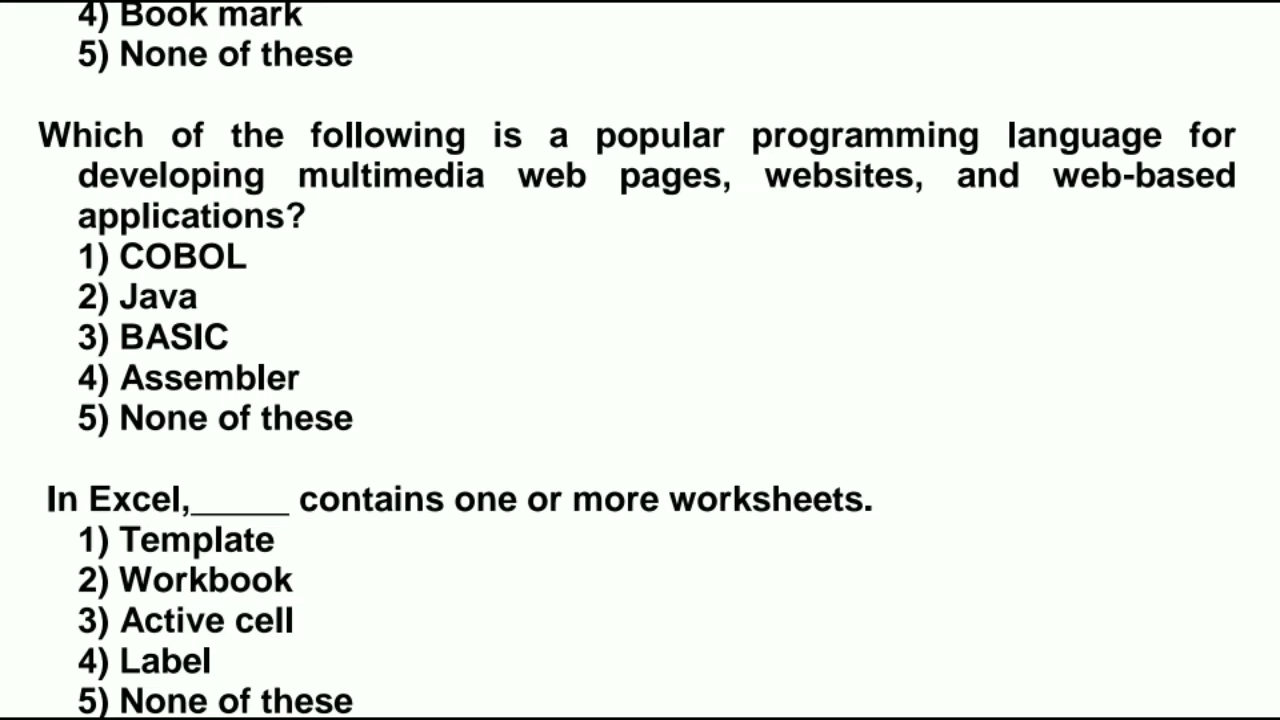 4) Book mark
5) None of these
Which of the following is a popular programming language for
developing multimedia web pages, websites, and web-based
applications?
1) COBOL
2) Java
3) BASIC
4) Assembler
5) None of these
In Excel,_____ contains one or more worksheets.
1) Template
2) Workbook
3) Active cell
4) Label
5) None of these